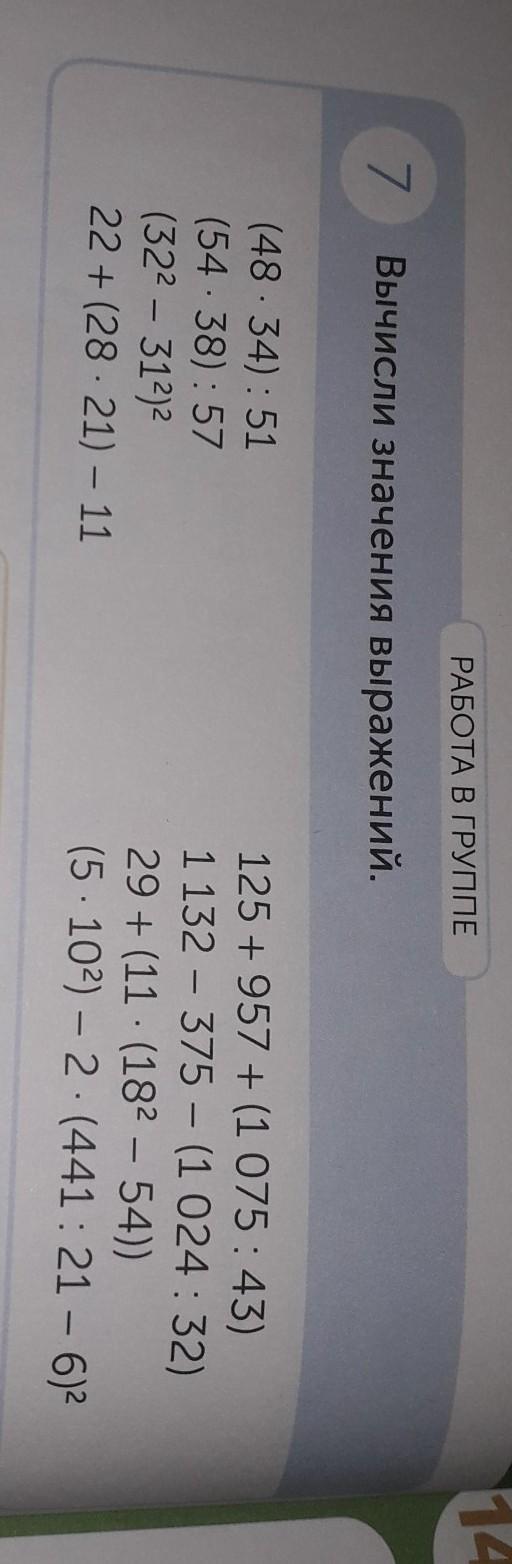 РАБОТА В ГРУППЕ
7 Вычисли значения выражений.
(48 · 34) : 51
(54 · 38) : 57
(32² – 31²)²
22 + (28 · 21) – 11
125 + 957 + (1 075 : 43)
1 132 – 375 – (1 024 : 32)
29 + (11 · (18² – 54))
(5 · 10²) – 2 · (441 : 21 – 6)²